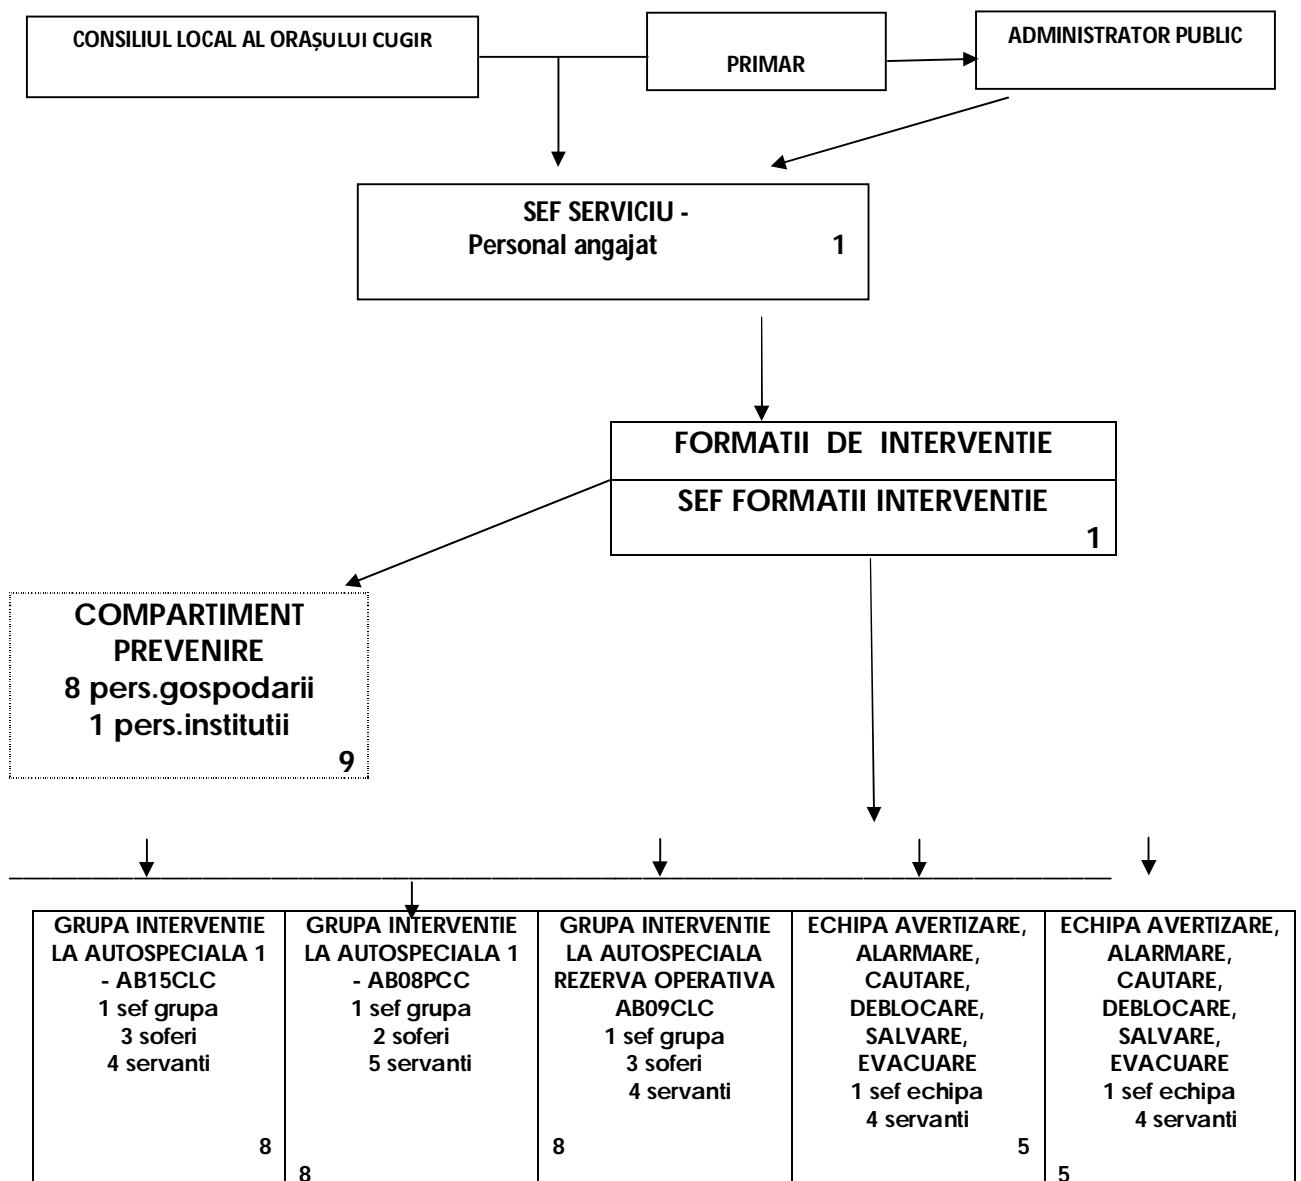 CONSILIUL LOCAL AL ORAȘULUI CUGIR
PRIMAR
ADMINISTRATOR PUBLIC
SEF SERVICIU -
Personal angajat 1
FORMATII DE INTERVENTIE
SEF FORMATII INTERVENTIE
1
COMPARTIMENT
PREVENIRE
8 pers.gospodarii
1 pers.institutii
9
GRUPA INTERVENTIE
LA AUTOSPECIALA 1
- AB15CLC
1 sef grupa
3 soferi
4 servanti
8
GRUPA INTERVENTIE
LA AUTOSPECIALA 1
- AB08PCC
1 sef grupa
2 soferi
5 servanti
8
GRUPA INTERVENTIE
LA AUTOSPECIALA
REZERVA OPERATIVA
AB09CLC
1 sef grupa
3 soferi
4 servanti
8
ECHIPA AVERTIZARE,
ALARMARE,
CAUTARE,
DEBLOCARE,
SALVARE,
EVACUARE
1 sef echipa
4 servanti
5
ECHIPA AVERTIZARE,
ALARMARE,
CAUTARE,
DEBLOCARE,
SALVARE,
EVACUARE
1 sef echipa
4 servanti
5